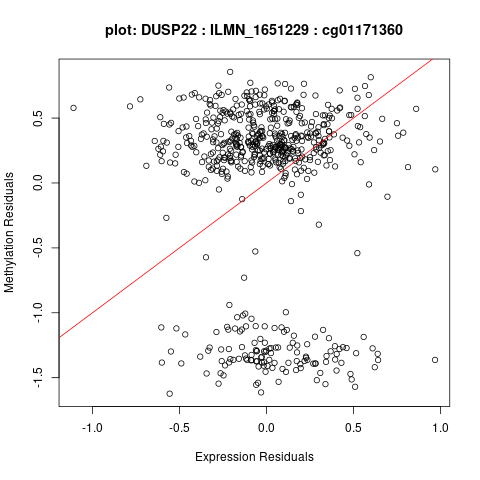 plot: DUSP22 : ILMN_1651229 : cg01171360
Methylation Residuals
0.5
0.0
-0.5
-1.0
-1.5
-1.0 -0.5 0.0 0.5 1.0
Expression Residuals